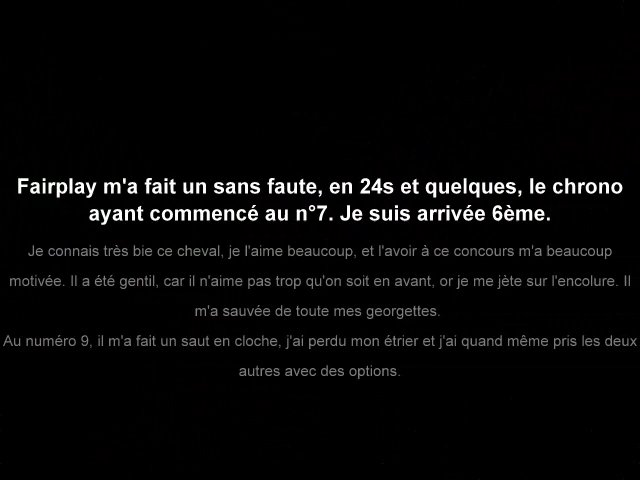 Fairplay m'a fait un sans faute, en 24s et quelques, le chrono
ayant commencé au n°7. Je suis arrivée 6ème.
Je connais très bie ce cheval, je l'aime beaucoup, et l'avoir à ce concours m'a beaucoup
motivée. Il a été gentil, car il n'aime pas trop qu'on soit en avant, or je me jète sur l'encolure. Il
m'a sauvée de toute mes georgettes.
Au numéro 9, il m'a fait un saut en cloche, j'ai perdu mon étrier et j'ai quand même pris les deux
autres avec des options.